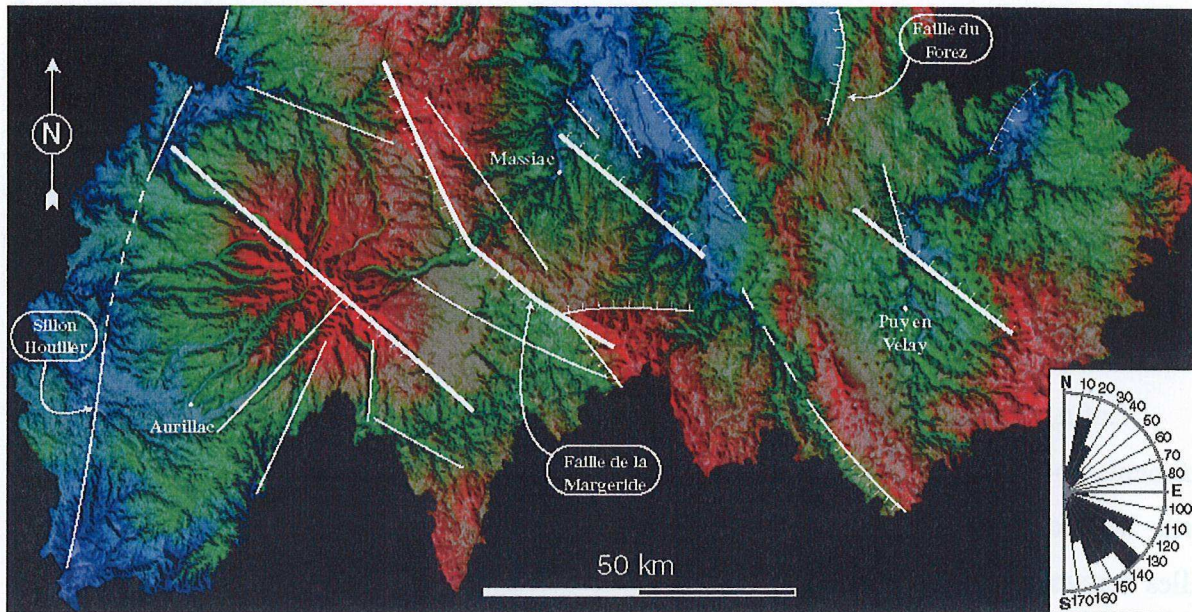 Faille du
Forez
N
Massiac
Sillon
Houiller
Puy en
Velay
Aurillac
Faille de la
Margeride
50 km
N
10
20
30
40
50
60
70
80
E
100
110
120
130
140
150
160
170
S